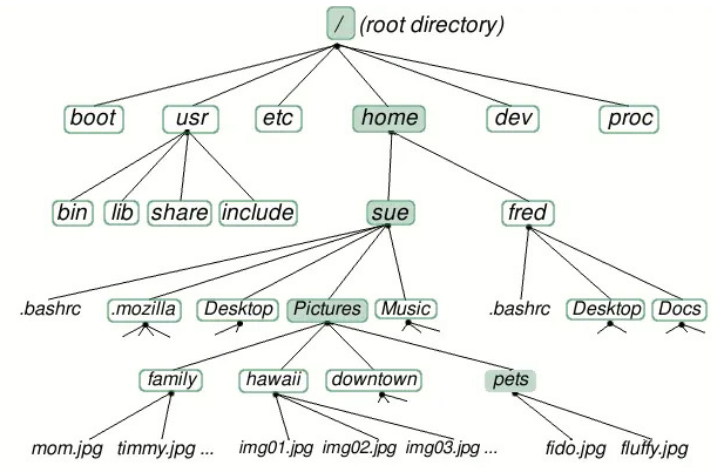 / (root directory)
boot usr etc home dev proc
bin lib share include sue fred
.bashrc .mozilla Desktop Pictures Music .bashrc Desktop Docs
family hawaii downtown pets
mom.jpg timmy.jpg ... img01.jpg img02.jpg img03.jpg ... fido.jpg fluffy.jpg